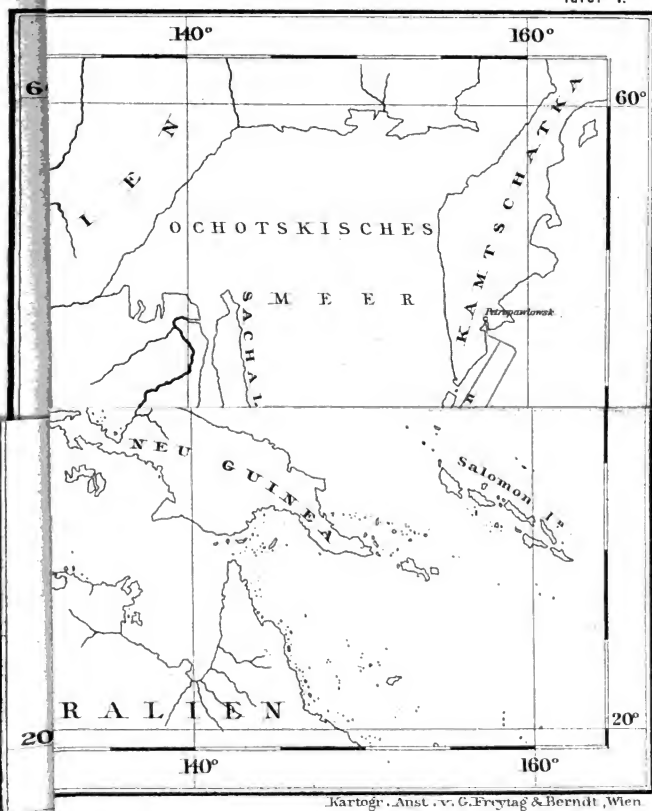 140° 160°
60°
I E N
KAMTSCHATKA
OCHOTSKISCHES
MEER
SACHAL
Petropawlowsk
n
NEU GUINEA
Salomon In
RALIEN
20 20°
140° 160°
Kartogr. Anst. v. G. Freytag & Berndt, Wien